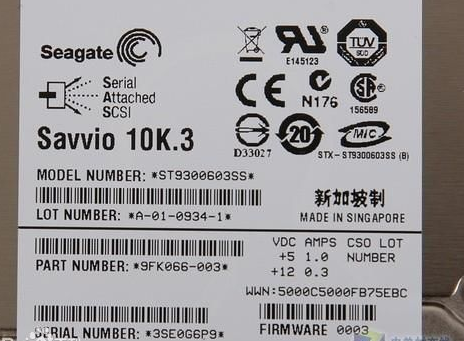 Seagate
Serial
Attached
SCSI
Savvio 10K.3
E145123
TUV
N176
156589
D33027
20
MIC
STX - ST9300603SS (B)
MODEL NUMBER: *ST9300603SS*
LOT NUMBER: *A-01-0934-1*
新加坡制
MADE IN SINGAPORE
PART NUMBER: *9FK066-003*
VDC AMPS CSO LOT
+5 1.0 NUMBER
+12 0.3
WWN:5000C5000FB75EBC
SERIAL NUMBER: *3SE0G6P9*
FIRMWARE 0003